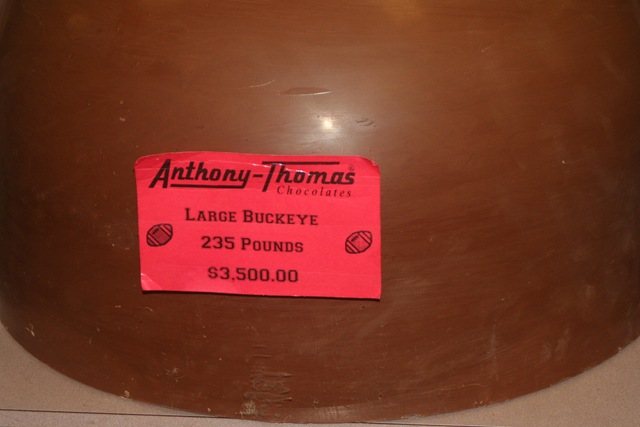 Anthony-Thomas®
Chocolates
Large Buckeye
235 Pounds
$3,500.00